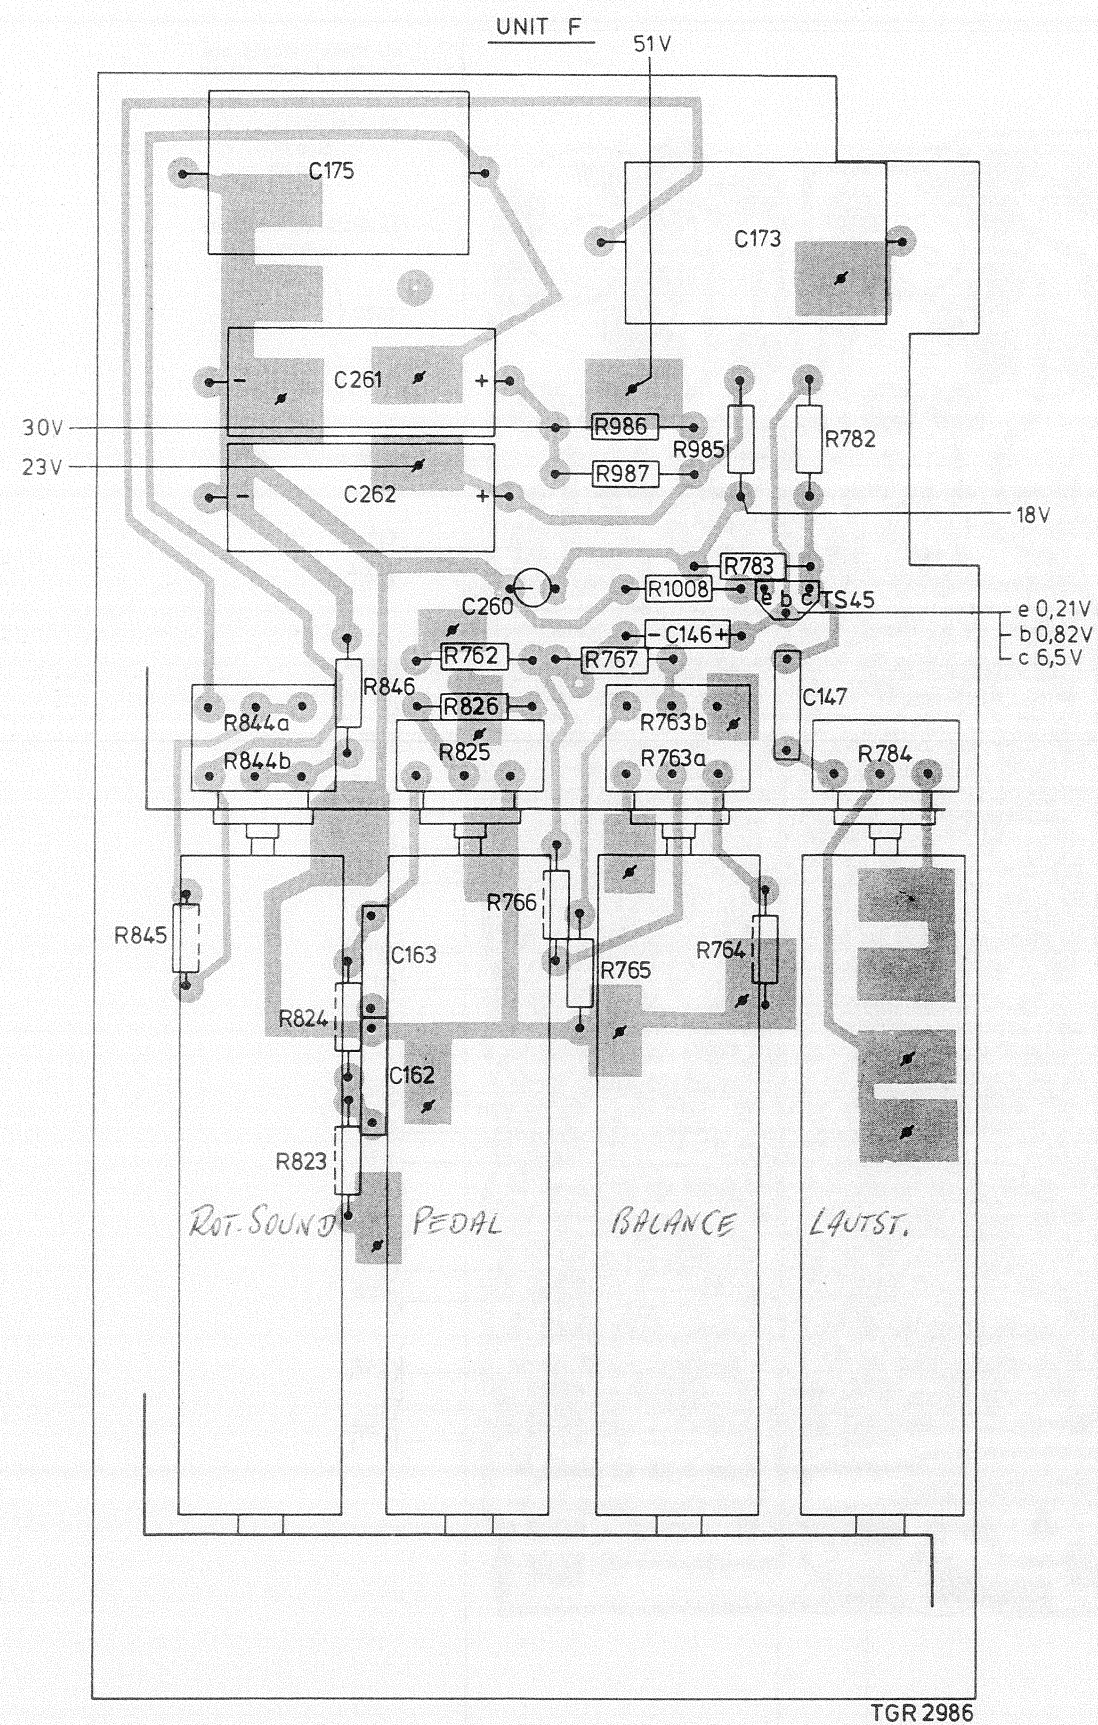 UNIT F
51V
C175
C173
- C261 +
30V
R986
R985
R782
23V
R987
- C262 +
18V
R783
R1008
e b c TS45
C260
e 0,21V
b 0,82V
c 6,5V
- C146 +
R762
R767
R846
C147
R826
R844a
R763b
R825
R844b
R763a
R784
R766
R845
C163
R764
R765
R824
C162
R823
ROT. SOUND
PEDAL
BALANCE
LAUTST.
TGR 2986